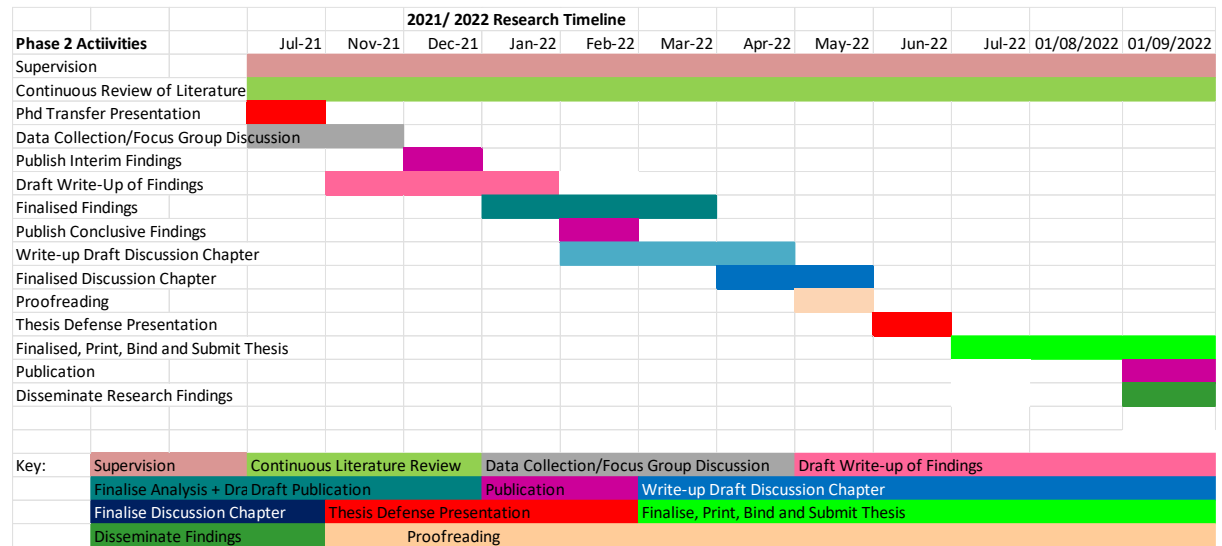 2021/ 2022 Research Timeline
Phase 2 Actiivities Jul-21 Nov-21 Dec-21 Jan-22 Feb-22 Mar-22 Apr-22 May-22 Jun-22 Jul-22 01/08/2022 01/09/2022
Supervision
Continuous Review of Literature
Phd Transfer Presentation
Data Collection/Focus Group Discussion
Publish Interim Findings
Draft Write-Up of Findings
Finalised Findings
Publish Conclusive Findings
Write-up Draft Discussion Chapter
Finalised Discussion Chapter
Proofreading
Thesis Defense Presentation
Finalised, Print, Bind and Submit Thesis
Publication
Disseminate Research Findings
Key: Supervision Continuous Literature Review Data Collection/Focus Group Discussion Draft Write-up of Findings
Finalise Analysis + Dra Draft Publication Publication Write-up Draft Discussion Chapter
Finalise Discussion Chapter Thesis Defense Presentation Finalise, Print, Bind and Submit Thesis
Disseminate Findings Proofreading